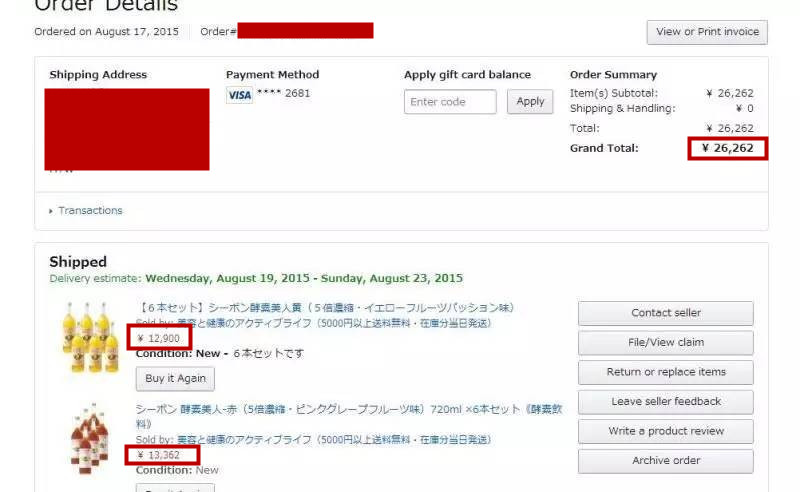 Order Details
Ordered on August 17, 2015
Order#
View or Print invoice
Shipping Address
Payment Method
VISA **** 2681
Apply gift card balance
Enter code
Apply
Order Summary
Item(s) Subtotal: ¥ 26,262
Shipping & Handling: ¥ 0
Total: ¥ 26,262
Grand Total: ¥ 26,262
Transactions
Shipped
Delivery estimate: Wednesday, August 19, 2015 - Sunday, August 23, 2015
【6本セット】シーボン酵素美人黄（5倍濃縮・イエローフルーツパッション味）
Sold by: 美容と健康のアクティブライフ（5000円以上送料無料・在庫分当日発送）
¥ 12,900
Condition: New - 6本セットです
Buy it Again
シーボン 酵素美人-赤（5倍濃縮・ピンクグレープフルーツ味）720ml ×6本セット《酵素飲
料》
Sold by: 美容と健康のアクティブライフ（5000円以上送料無料・在庫分当日発送）
¥ 13,362
Condition: New
Buy it Again
Contact seller
File/View claim
Return or replace items
Leave seller feedback
Write a product review
Archive order